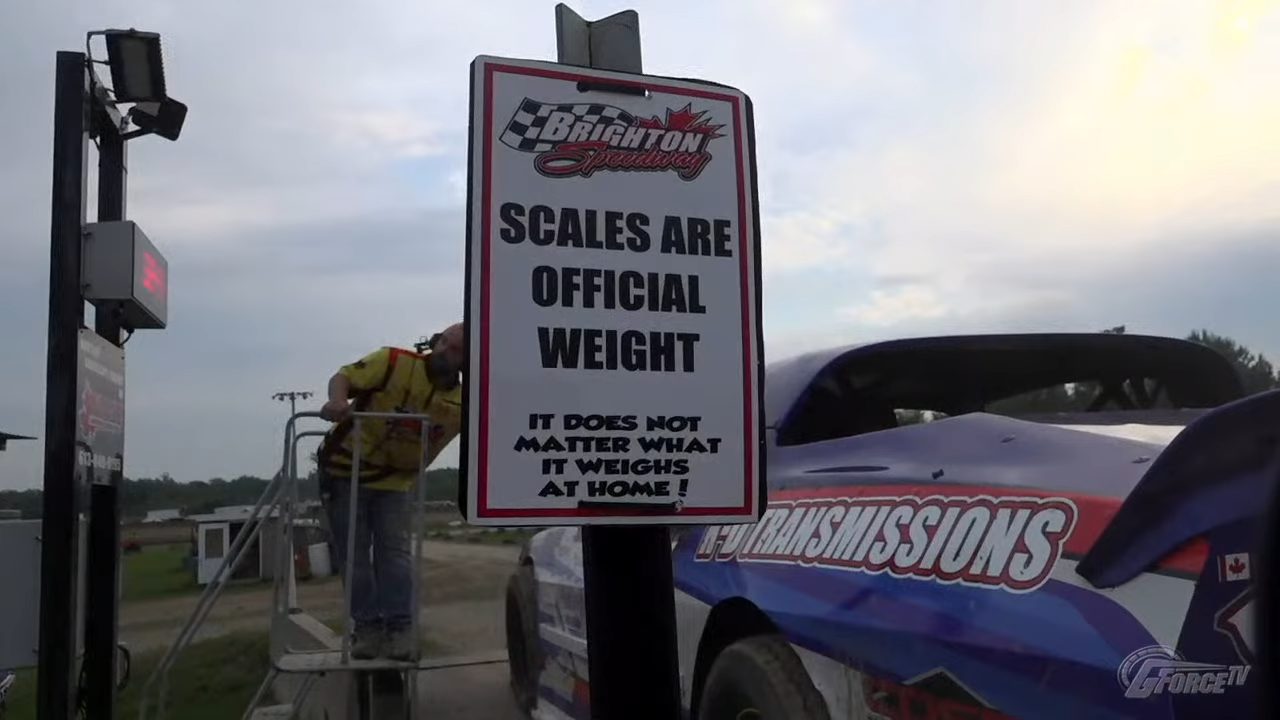 BRIGHTON
Speedway
SCALES ARE
OFFICIAL
WEIGHT
IT DOES NOT
MATTER WHAT
IT WEIGHS
AT HOME!
TRANSMISSIONS
GFORCETV